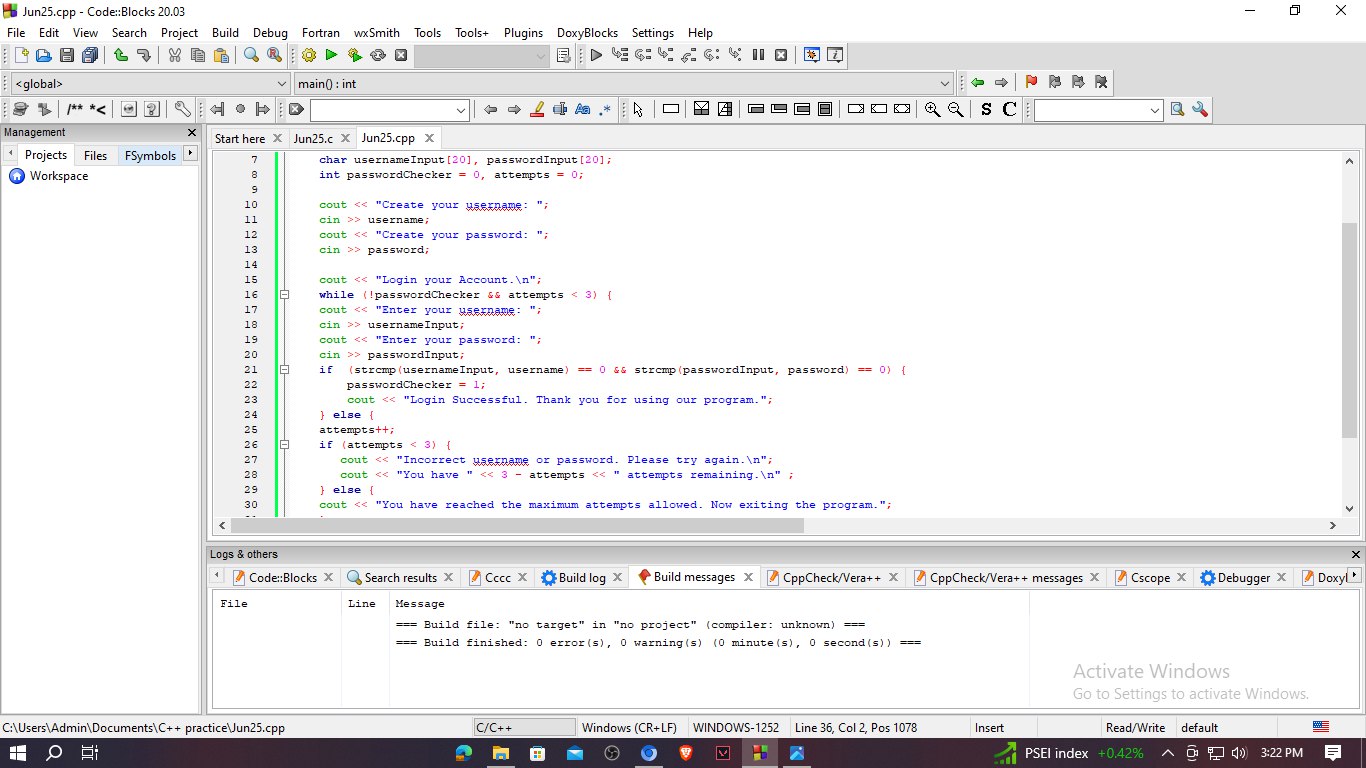 Jun25.cpp - Code::Blocks 20.03
File Edit View Search Project Build Debug Fortran wxSmith Tools Tools+ Plugins DoxyBlocks Settings Help
<global> main() : int
/** *< Aa .* S C
Management
Projects Files FSymbols
Workspace
Start here Jun25.c Jun25.cpp
7 char usernameInput[20], passwordInput[20];
8 int passwordChecker = 0, attempts = 0;
9
10 cout << "Create your username: ";
11 cin >> username;
12 cout << "Create your password: ";
13 cin >> password;
14
15 cout << "Login your Account.\n";
16 while (!passwordChecker && attempts < 3) {
17 cout << "Enter your username: ";
18 cin >> usernameInput;
19 cout << "Enter your password: ";
20 cin >> passwordInput;
21 if (strcmp(usernameInput, username) == 0 && strcmp(passwordInput, password) == 0) {
22 passwordChecker = 1;
23 cout << "Login Successful. Thank you for using our program.";
24 } else {
25 attempts++;
26 if (attempts < 3) {
27 cout << "Incorrect username or password. Please try again.\n";
28 cout << "You have " << 3 - attempts << " attempts remaining.\n" ;
29 } else {
30 cout << "You have reached the maximum attempts allowed. Now exiting the program.";
Logs & others
Code::Blocks Search results Cccc Build log Build messages CppCheck/Vera++ CppCheck/Vera++ messages Cscope Debugger Doxyl
File Line Message
=== Build file: "no target" in "no project" (compiler: unknown) ===
=== Build finished: 0 error(s), 0 warning(s) (0 minute(s), 0 second(s)) ===
Activate Windows
Go to Settings to activate Windows.
C:\Users\Admin\Documents\C++ practice\Jun25.cpp C/C++ Windows (CR+LF) WINDOWS-1252 Line 36, Col 2, Pos 1078 Insert Read/Write default
PSEI index +0.42% 3:22 PM